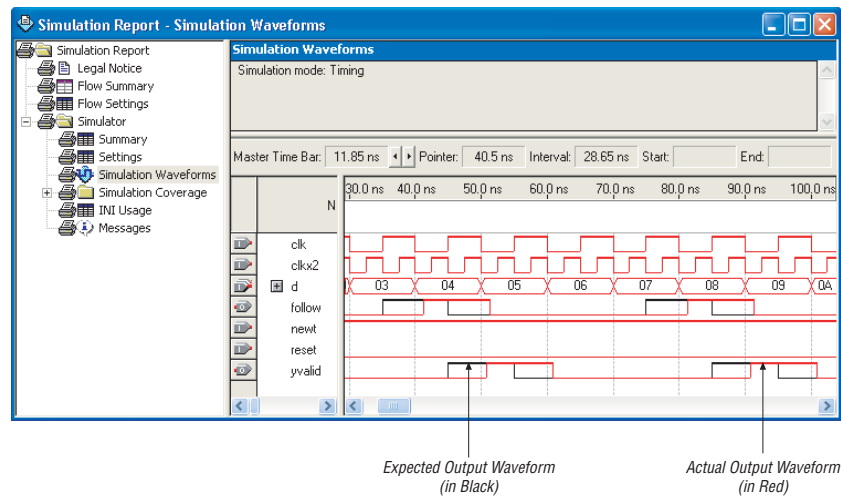 Simulation Report - Simulation Waveforms
Simulation Report
Legal Notice
Flow Summary
Flow Settings
Simulator
Summary
Settings
Simulation Waveforms
Simulation Coverage
INI Usage
Messages
Simulation Waveforms
Simulation mode: Timing
Master Time Bar: 11.85 ns Pointer: 40.5 ns Interval: 28.65 ns Start: End:
N
30.0 ns 40.0 ns 50.0 ns 60.0 ns 70.0 ns 80.0 ns 90.0 ns 100.0 ns
clk
clkx2
d 03 04 05 06 07 08 09 0A
follow
newt
reset
yvalid
Expected Output Waveform
(in Black)
Actual Output Waveform
(in Red)